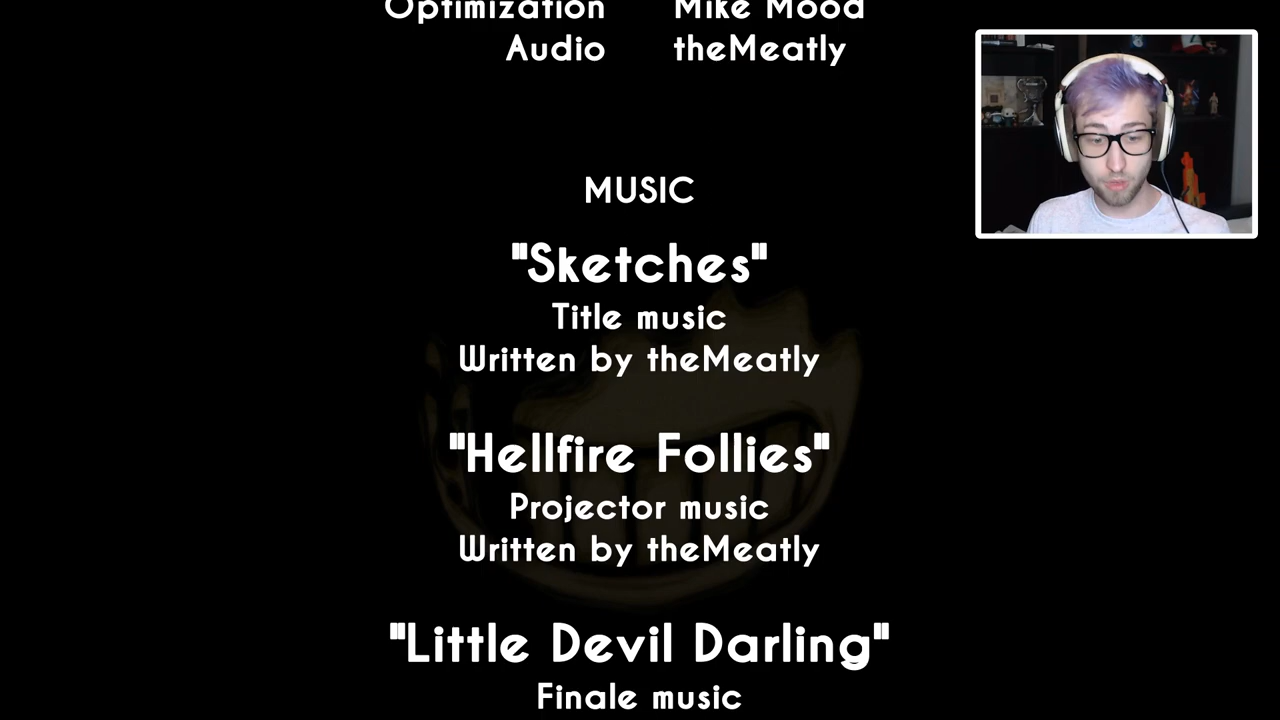 Optimization Mike Mood
Audio theMeatly
MUSIC
"Sketches"
Title music
Written by theMeatly
"Hellfire Follies"
Projector music
Written by theMeatly
"Little Devil Darling"
Finale music